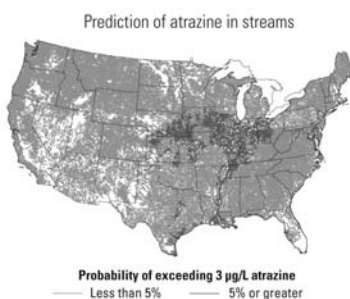 Prediction of atrazine in streams
Probability of exceeding 3 µg/L atrazine
Less than 5% 5% or greater